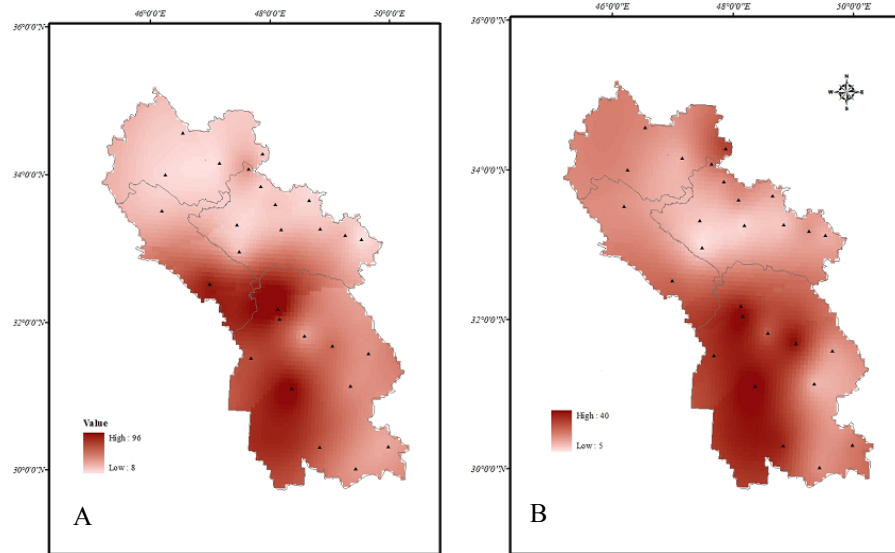 46°0'0"E 48°0'0"E 50°0'0"E
36°0'0"N
34°0'0"N
32°0'0"N
30°0'0"N
Value
High : 96
Low : 8
A
46°0'0"E 48°0'0"E 50°0'0"E
36°0'0"N
34°0'0"N
32°0'0"N
30°0'0"N
N
W E
S
High : 40
Low : 5
B